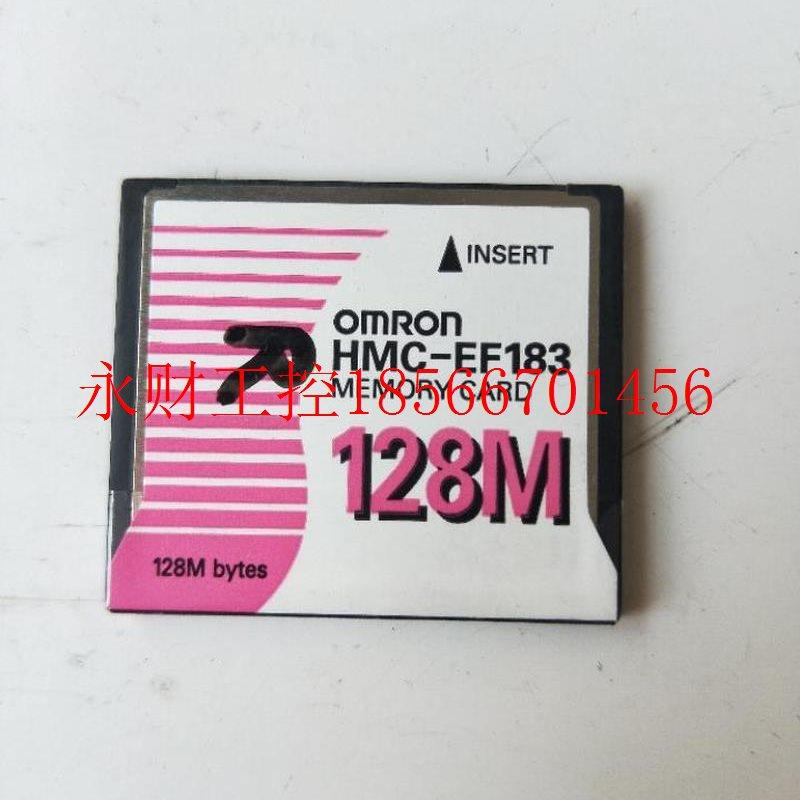 ▲INSERT
omron
HMC-EF183
MEMORY CARD
永财工控18566701456
128M
128M bytes